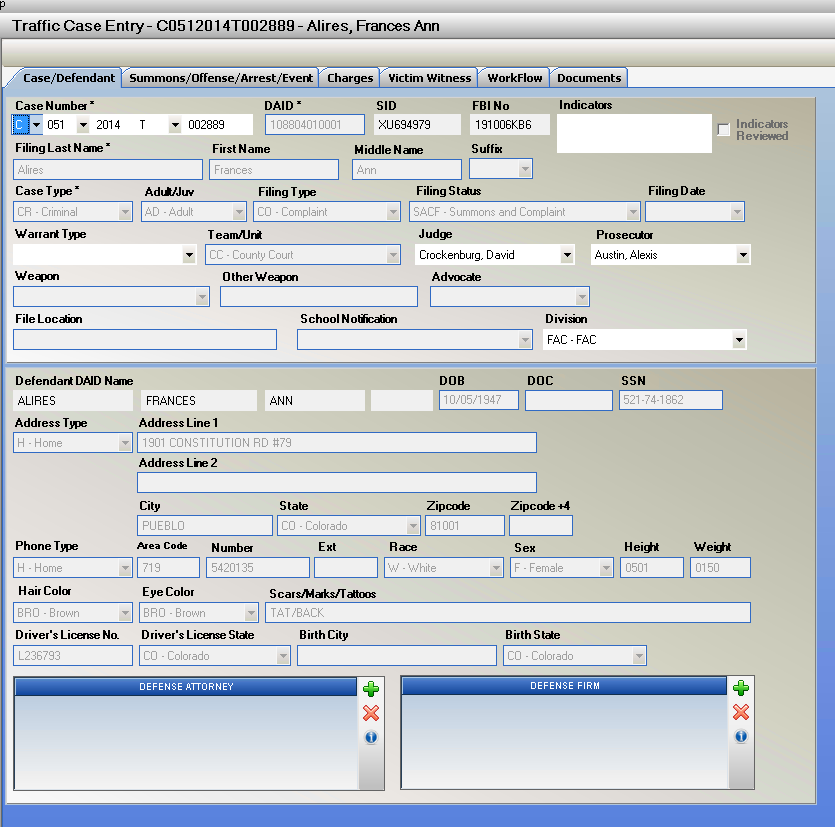 p
Traffic Case Entry - C0512014T002889 - Alires, Frances Ann
Case/Defendant Summons/Offense/Arrest/Event Charges Victim Witness WorkFlow Documents
Case Number * DAID * SID FBI No Indicators
C 051 2014 T 002889 108804010001 XU694979 191006KB6 Indicators Reviewed
Filing Last Name * First Name Middle Name Suffix
Alires Frances Ann
Case Type * Adult/Juv Filing Type Filing Status Filing Date
CR - Criminal AD - Adult CO - Complaint SACF - Summons and Complaint
Warrant Type Team/Unit Judge Prosecutor
CC - County Court Crockenburg, David Austin, Alexis
Weapon Other Weapon Advocate
File Location School Notification Division
FAC - FAC
Defendant DAID Name DOB DOC SSN
ALIRES FRANCES ANN 10/05/1947 521-74-1862
Address Type Address Line 1
H - Home 1901 CONSTITUTION RD #79
Address Line 2
City State Zipcode Zipcode +4
PUEBLO CO - Colorado 81001
Phone Type Area Code Number Ext Race Sex Height Weight
H - Home 719 5420135 W - White F - Female 0501 0150
Hair Color Eye Color Scars/Marks/Tattoos
BRO - Brown BRO - Brown TAT/BACK
Driver's License No. Driver's License State Birth City Birth State
L236793 CO - Colorado CO - Colorado
DEFENSE ATTORNEY DEFENSE FIRM